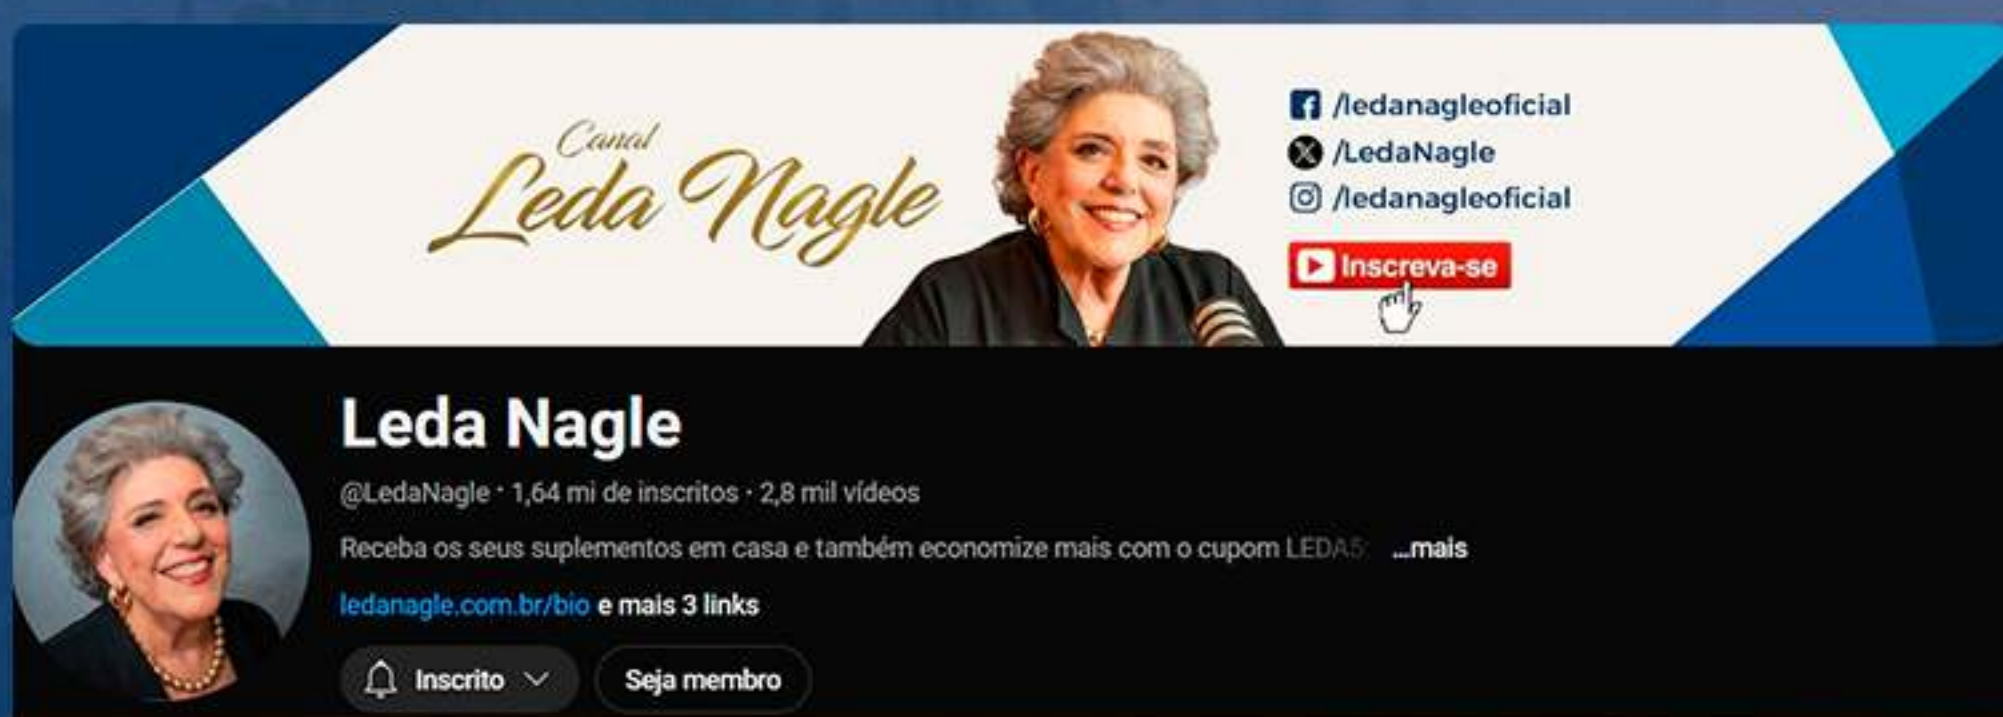 Canal
Leda Nagle
/ledanagleoficial
/LedaNagle
/ledanagleoficial
Inscreva-se
Leda Nagle
@LedaNagle · 1,64 mi de inscritos · 2,8 mil vídeos
Receba os seus suplementos em casa e também economize mais com o cupom LEDA5 ...mais
ledanagle.com.br/bio e mais 3 links
Inscrito
Seja membro